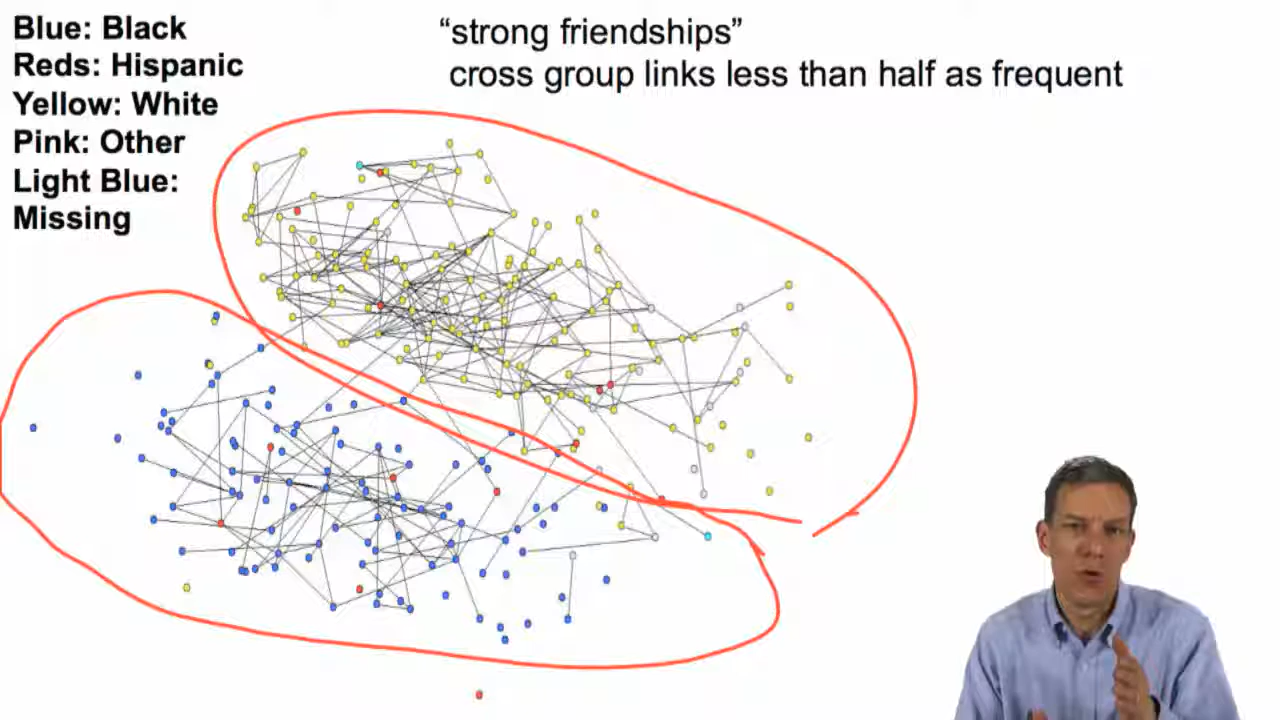 Blue: Black
Reds: Hispanic
Yellow: White
Pink: Other
Light Blue:
Missing
“strong friendships”
cross group links less than half as frequent